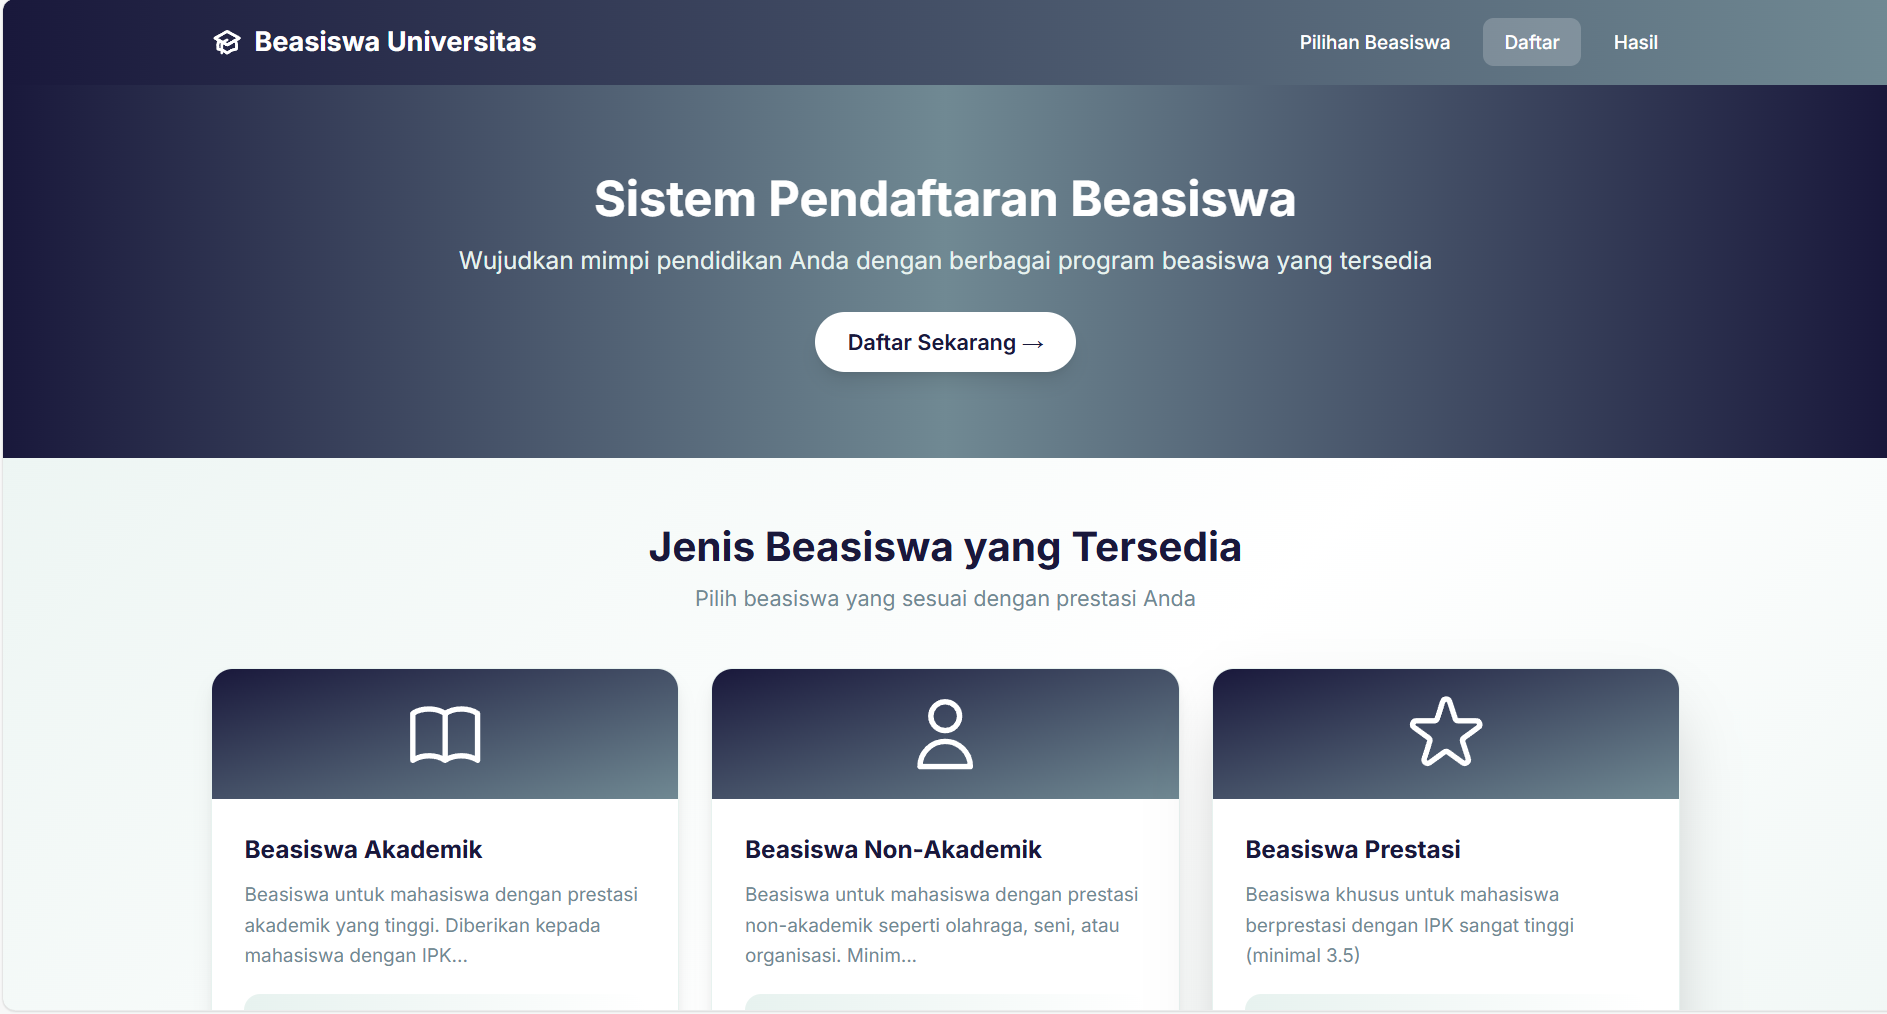 Beasiswa Universitas
Pilihan Beasiswa
Daftar
Hasil
Sistem Pendaftaran Beasiswa
Wujudkan mimpi pendidikan Anda dengan berbagai program beasiswa yang tersedia
Daftar Sekarang →
Jenis Beasiswa yang Tersedia
Pilih beasiswa yang sesuai dengan prestasi Anda
Beasiswa Akademik
Beasiswa untuk mahasiswa dengan prestasi
akademik yang tinggi. Diberikan kepada
mahasiswa dengan IPK...
Beasiswa Non-Akademik
Beasiswa untuk mahasiswa dengan prestasi
non-akademik seperti olahraga, seni, atau
organisasi. Minim...
Beasiswa Prestasi
Beasiswa khusus untuk mahasiswa
berprestasi dengan IPK sangat tinggi
(minimal 3.5)